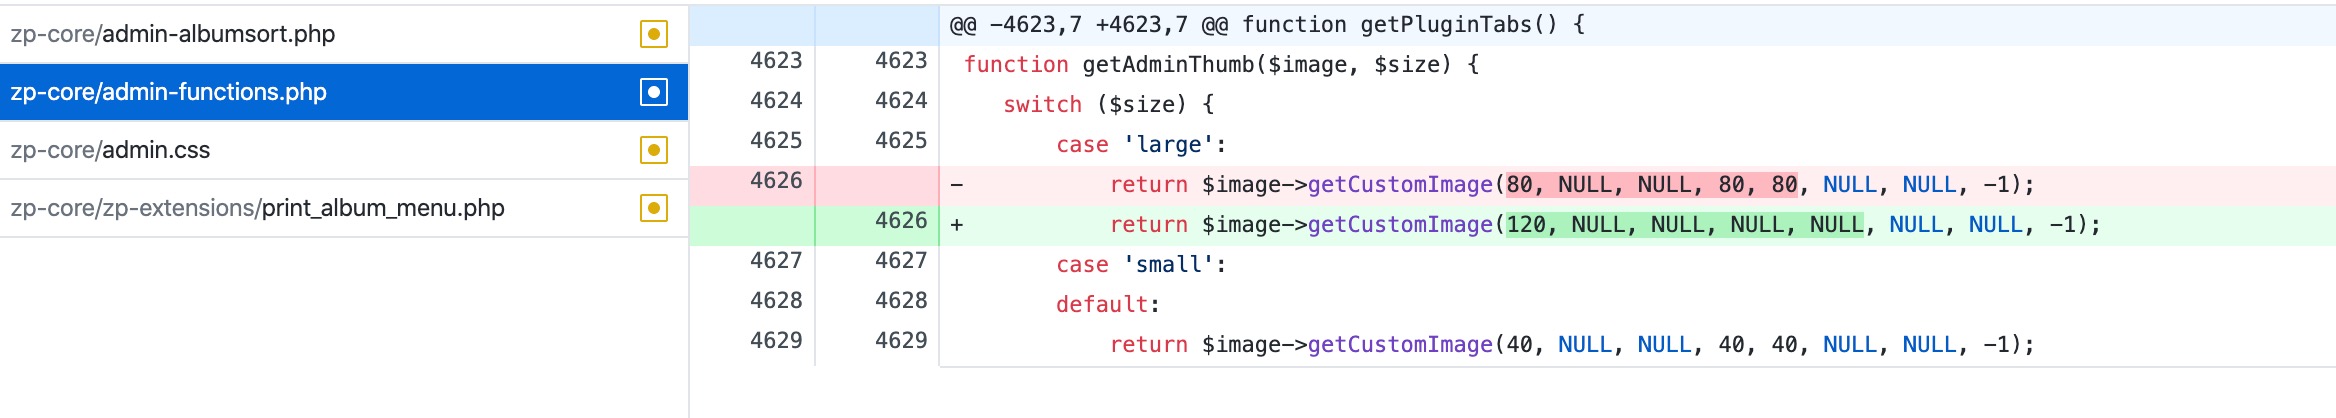 zp-core/admin-albumsort.php
zp-core/admin-functions.php
zp-core/admin.css
zp-core/zp-extensions/print_album_menu.php
@@ -4623,7 +4623,7 @@ function getPluginTabs() {
4623 4623 function getAdminThumb($image, $size) {
4624 4624 switch ($size) {
4625 4625 case 'large':
4626 - return $image->getCustomImage(80, NULL, NULL, 80, 80, NULL, NULL, -1);
4626 + return $image->getCustomImage(120, NULL, NULL, NULL, NULL, NULL, NULL, -1);
4627 4627 case 'small':
4628 4628 default:
4629 4629 return $image->getCustomImage(40, NULL, NULL, 40, 40, NULL, NULL, -1);